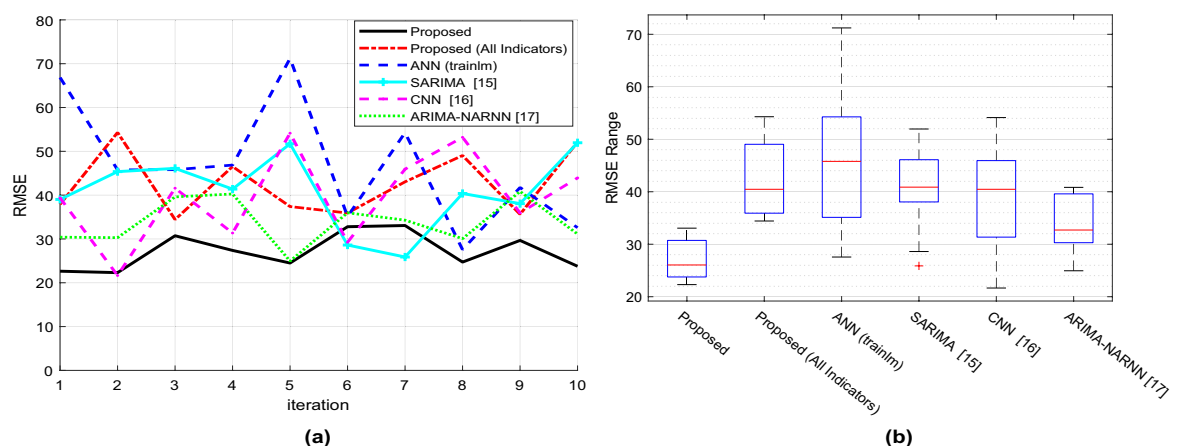 80
70
60
50
40
30
20
10
0
RMSE
1 2 3 4 5 6 7 8 9 10
iteration
Proposed
Proposed (All Indicators)
ANN (trainlm)
SARIMA [15]
CNN [16]
ARIMA-NARNN [17]
(a)
70
60
50
40
30
20
RMSE Range
Proposed
Proposed (All Indicators)
ANN (trainlm)
SARIMA [15]
CNN [16]
ARIMA-NARNN [17]
(b)